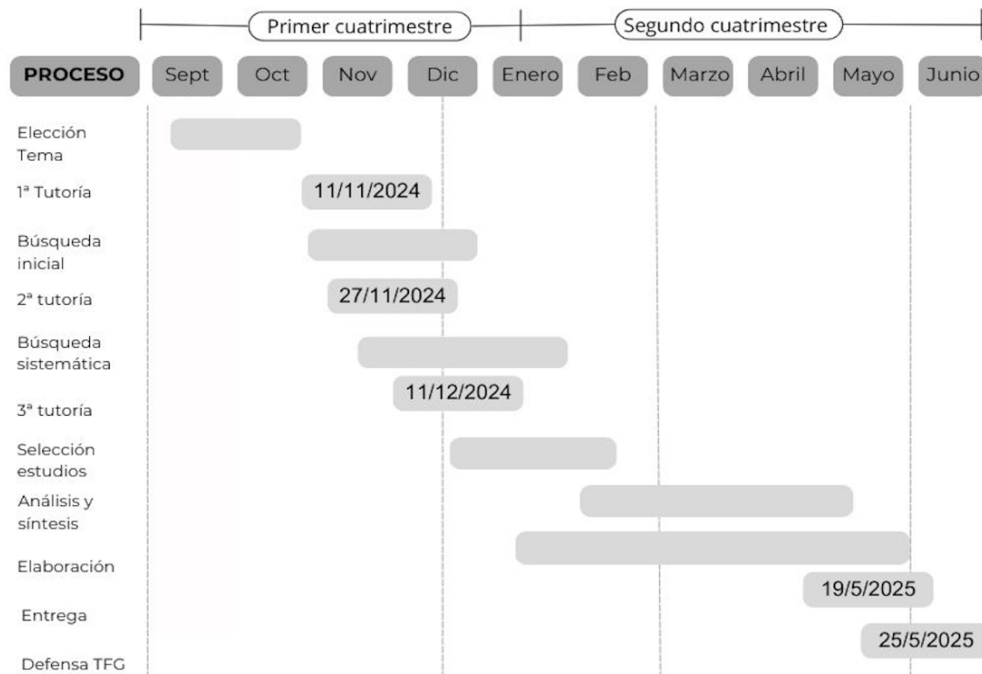 Primer cuatrimestre Segundo cuatrimestre
PROCESO Sept Oct Nov Dic Enero Feb Marzo Abril Mayo Junio
Elección
Tema
1ª Tutoría 11/11/2024
Búsqueda
inicial
2ª tutoría 27/11/2024
Búsqueda
sistemática
11/12/2024
3ª tutoría
Selección
estudios
Análisis y
síntesis
Elaboración
19/5/2025
Entrega
25/5/2025
Defensa TFG